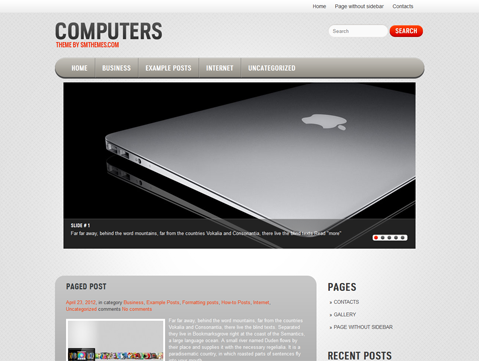 Home Page without sidebar Contacts
COMPUTERS
THEME BY SMTHEMES.COM
Search SEARCH
HOME BUSINESS EXAMPLE POSTS INTERNET UNCATEGORIZED
SLIDE # 1
Far far away, behind the word mountains, far from the countries Vokalia and Consonantia, there live the blind texts Read "more"
PAGED POST
April 23, 2012, in category Business, Example Posts, Formatting posts, How-to Posts, Internet,
Uncategorized comments No comments
Far far away, behind the word mountains, far from the countries
Vokalia and Consonantia, there live the blind texts. Separated
they live in Bookmarksgrove right at the coast of the Semantics,
a large language ocean. A small river named Duden flows by
their place and supplies it with the necessary regelialia. It is a
paradisematic country, in which roasted parts of sentences fly
PAGES
CONTACTS
GALLERY
PAGE WITHOUT SIDEBAR
RECENT POSTS